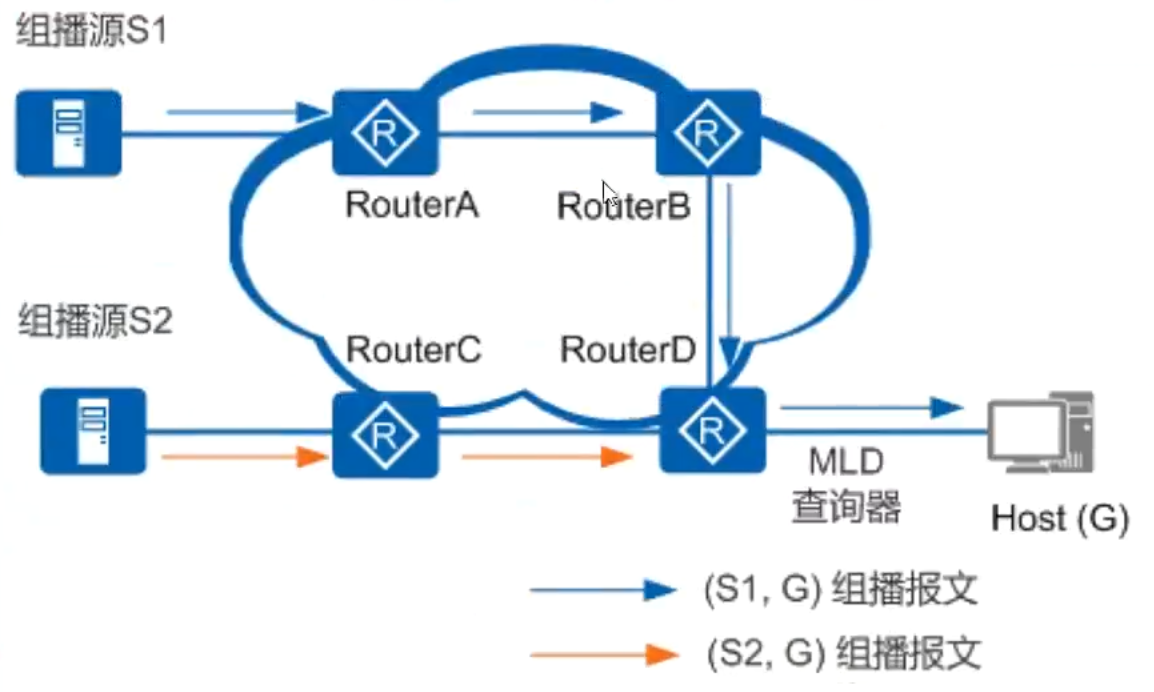 组播源S1
R
R
RouterA
RouterB
组播源S2
RouterC
RouterD
R
R
MLD
查询器
Host (G)
(S1, G) 组播报文
(S2, G) 组播报文